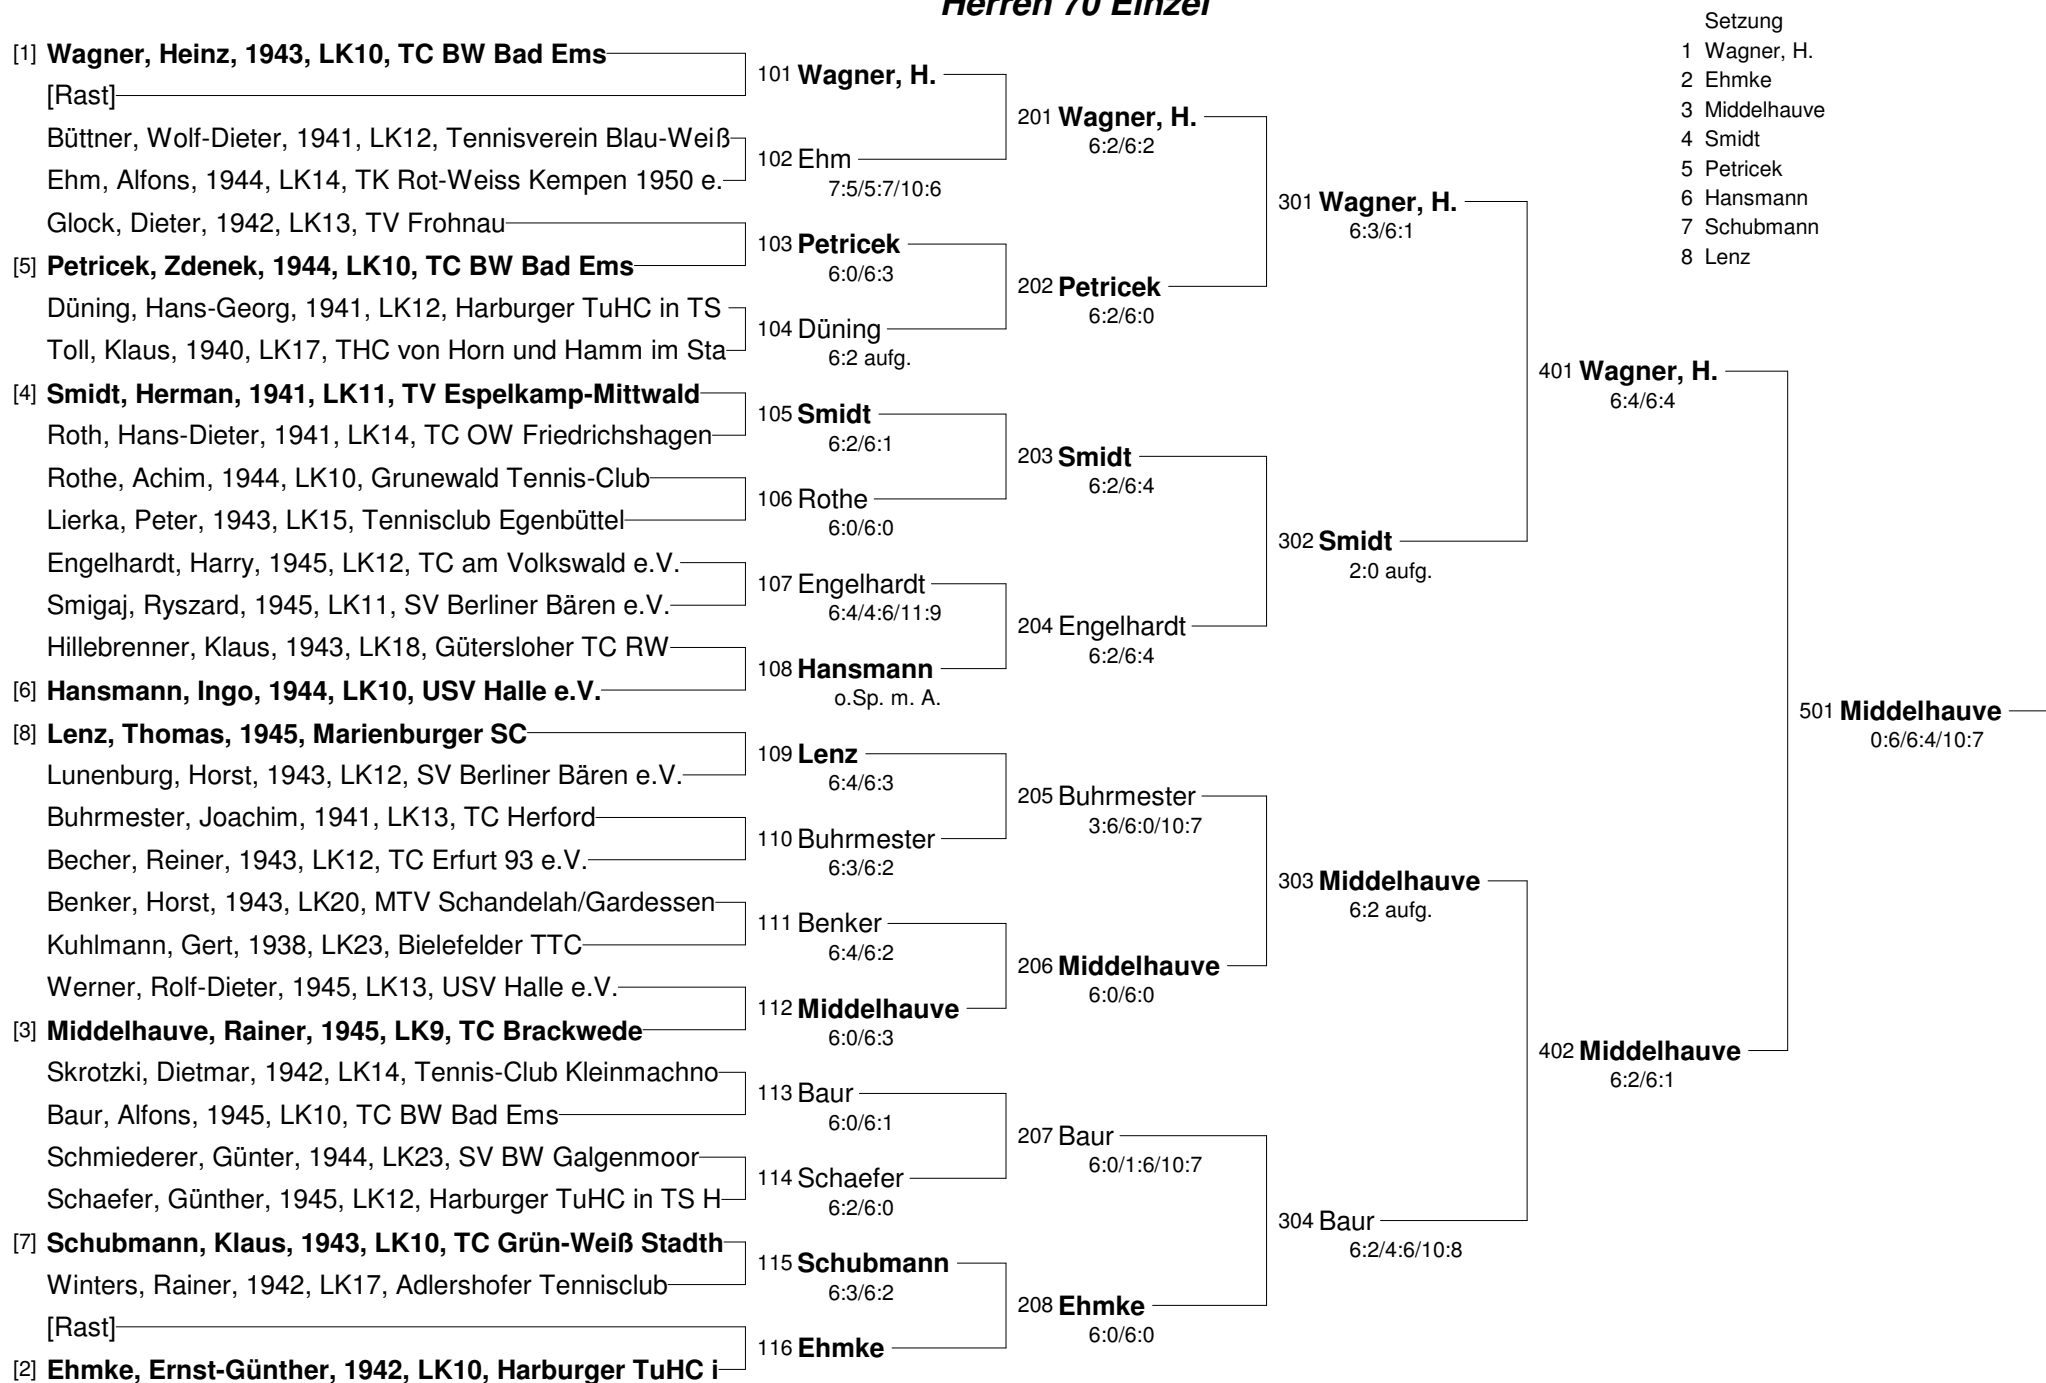 Herren 70 Einzel
Setzung
1 Wagner, H.
2 Ehmke
3 Middelhauve
4 Smidt
5 Petricek
6 Hansmann
7 Schubmann
8 Lenz
[1] Wagner, Heinz, 1943, LK10, TC BW Bad Ems
[Rast]
Büttner, Wolf-Dieter, 1941, LK12, Tennisverein Blau-Weiß
Ehm, Alfons, 1944, LK14, TK Rot-Weiss Kempen 1950 e.
Glock, Dieter, 1942, LK13, TV Frohnau
[5] Petricek, Zdenek, 1944, LK10, TC BW Bad Ems
Düning, Hans-Georg, 1941, LK12, Harburger TuHC in TS
Toll, Klaus, 1940, LK17, THC von Horn und Hamm im Sta
[4] Smidt, Herman, 1941, LK11, TV Espelkamp-Mittwald
Roth, Hans-Dieter, 1941, LK14, TC OW Friedrichshagen
Rothe, Achim, 1944, LK10, Grunewald Tennis-Club
Lierka, Peter, 1943, LK15, Tennisclub Egenbüttel
Engelhardt, Harry, 1945, LK12, TC am Volkswald e.V.
Smigaj, Ryszard, 1945, LK11, SV Berliner Bären e.V.
Hillebrenner, Klaus, 1943, LK18, Gütersloher TC RW
[6] Hansmann, Ingo, 1944, LK10, USV Halle e.V.
[8] Lenz, Thomas, 1945, Marienburger SC
Lunenburg, Horst, 1943, LK12, SV Berliner Bären e.V.
Buhrmester, Joachim, 1941, LK13, TC Herford
Becher, Reiner, 1943, LK12, TC Erfurt 93 e.V.
Benker, Horst, 1943, LK20, MTV Schandelah/Gardessen
Kuhlmann, Gert, 1938, LK23, Bielefelder TTC
Werner, Rolf-Dieter, 1945, LK13, USV Halle e.V.
[3] Middelhauve, Rainer, 1945, LK9, TC Brackwede
Skrotzki, Dietmar, 1942, LK14, Tennis-Club Kleinmachno
Baur, Alfons, 1945, LK10, TC BW Bad Ems
Schmiederer, Günter, 1944, LK23, SV BW Galgenmoor
Schaefer, Günther, 1945, LK12, Harburger TuHC in TS H
[7] Schubmann, Klaus, 1943, LK10, TC Grün-Weiß Stadth
Winters, Rainer, 1942, LK17, Adlershofer Tennisclub
[Rast]
[2] Ehmke, Ernst-Günther, 1942, LK10, Harburger TuHC i
101 Wagner, H.
102 Ehm
7:5/5:7/10:6
103 Petricek
6:0/6:3
104 Düning
6:2 aufg.
105 Smidt
6:2/6:1
106 Rothe
6:0/6:0
107 Engelhardt
6:4/4:6/11:9
108 Hansmann
o.Sp. m. A.
109 Lenz
6:4/6:3
110 Buhrmester
6:3/6:2
111 Benker
6:4/6:2
112 Middelhauve
6:0/6:3
113 Baur
6:0/6:1
114 Schaefer
6:2/6:0
115 Schubmann
6:3/6:2
116 Ehmke
201 Wagner, H.
6:2/6:2
202 Petricek
6:2/6:0
203 Smidt
6:2/6:4
204 Engelhardt
6:2/6:4
205 Buhrmester
3:6/6:0/10:7
206 Middelhauve
6:0/6:0
207 Baur
6:0/1:6/10:7
208 Ehmke
6:0/6:0
301 Wagner, H.
6:3/6:1
302 Smidt
2:0 aufg.
303 Middelhauve
6:2 aufg.
304 Baur
6:2/4:6/10:8
401 Wagner, H.
6:4/6:4
402 Middelhauve
6:2/6:1
501 Middelhauve
0:6/6:4/10:7